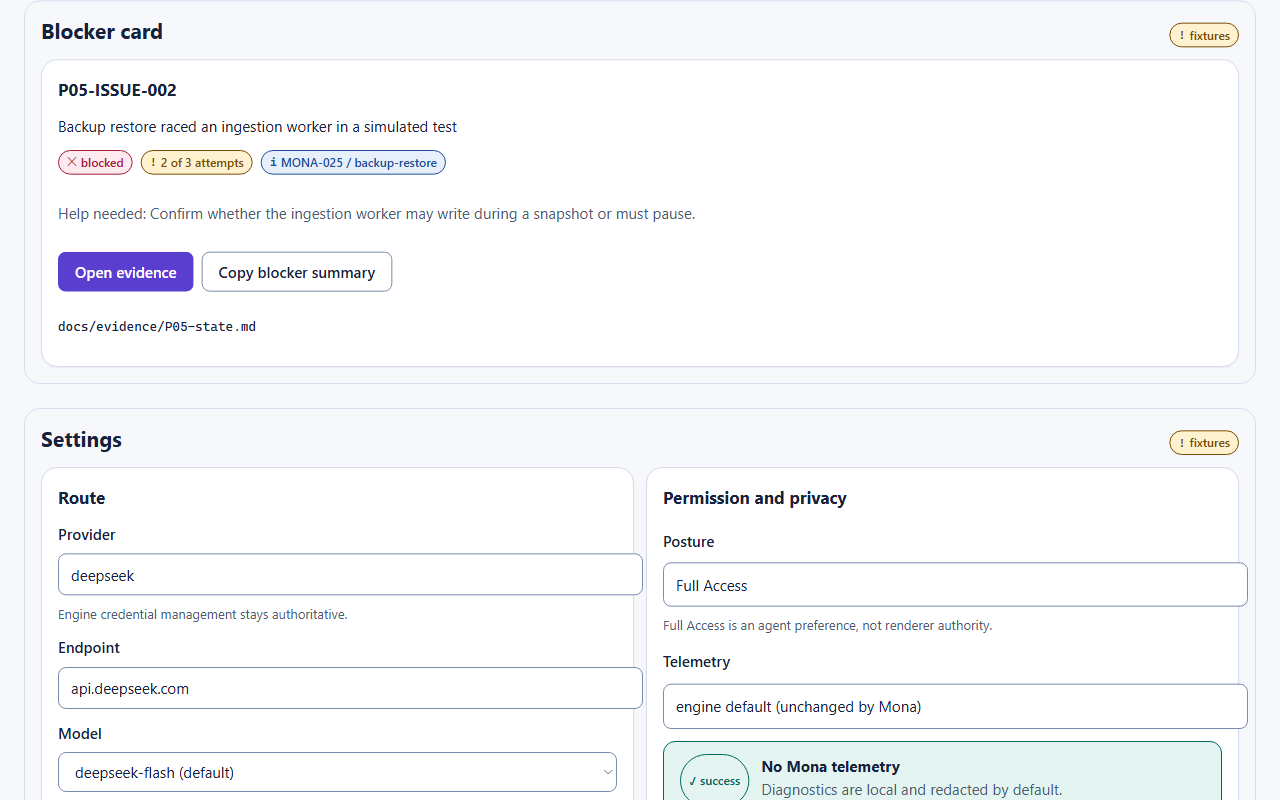 Blocker card
! fixtures
P05-ISSUE-002
Backup restore raced an ingestion worker in a simulated test
✕ blocked
! 2 of 3 attempts
i MONA-025 / backup-restore
Help needed: Confirm whether the ingestion worker may write during a snapshot or must pause.
Open evidence
Copy blocker summary
docs/evidence/P05-state.md
Settings
! fixtures
Route
Provider
deepseek
Engine credential management stays authoritative.
Endpoint
api.deepseek.com
Model
deepseek-flash (default)
Permission and privacy
Posture
Full Access
Full Access is an agent preference, not renderer authority.
Telemetry
engine default (unchanged by Mona)
✓ success
No Mona telemetry
Diagnostics are local and redacted by default.